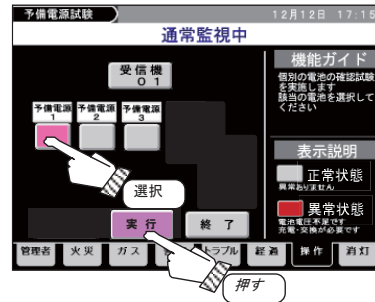 予備電源試験
12月12日 17:15
通常監視中
受信機
01
予備電源
1
予備電源
2
予備電源
3
選択
実行
終了
機能ガイド
個別の電池の確認試験
を実施します
該当の電池を選択して
ください
表示説明
正常状態
異常ありません
異常状態
電池電圧不足です
充電・交換が必要です
管理者
火災
ガス
トラブル
経過
操作
消灯
押す